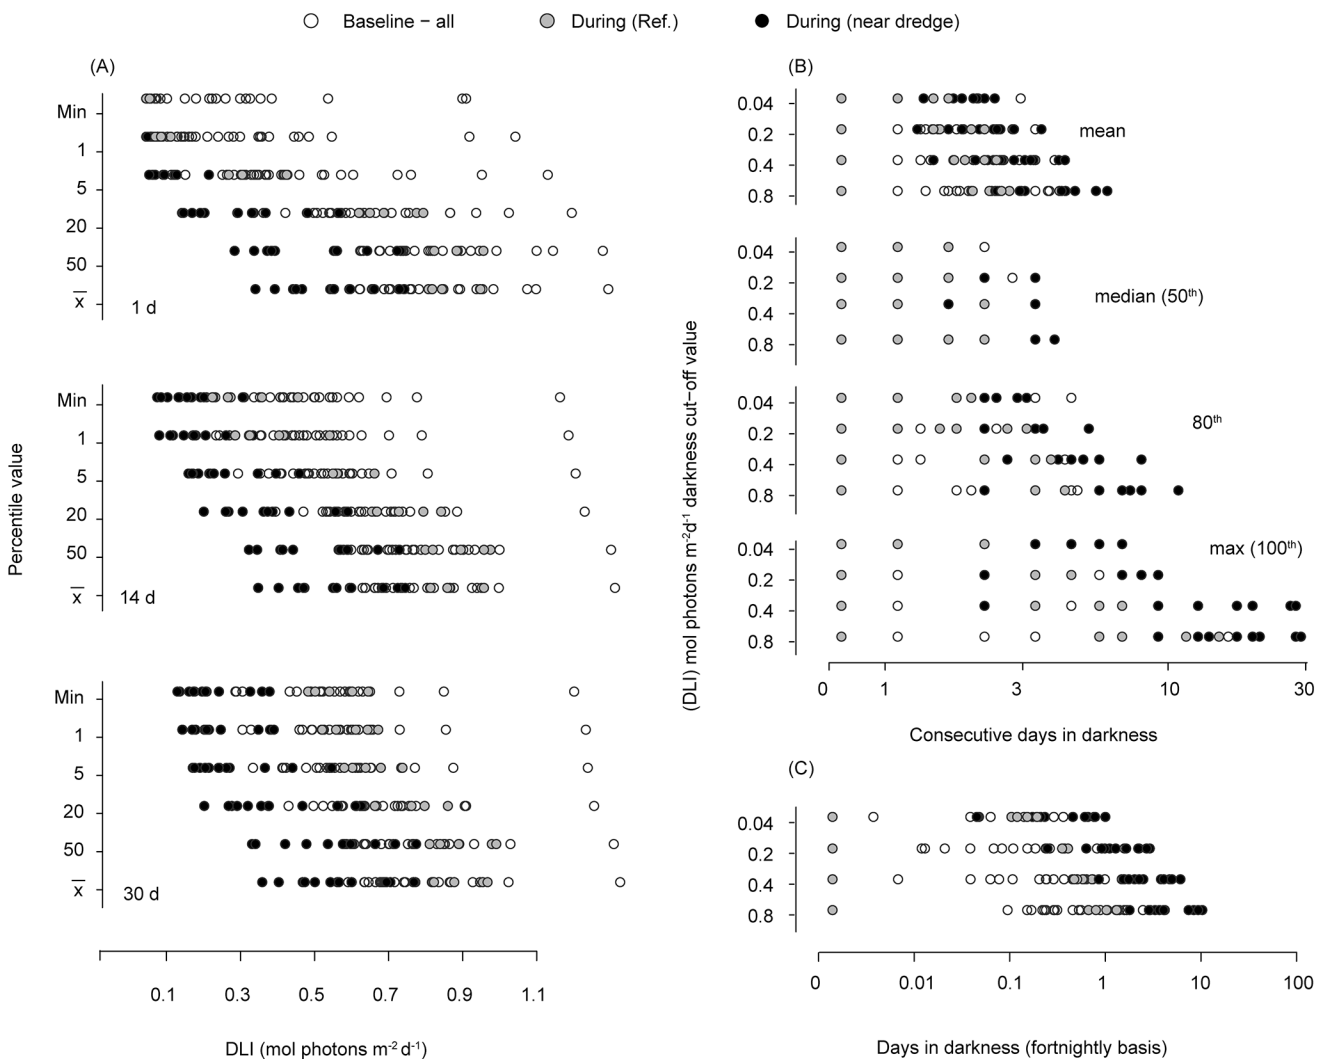 Baseline − all
During (Ref.)
During (near dredge)
(A)
Min
1
5
20
50
x̅
1 d
Min
1
5
20
50
x̅
14 d
Min
1
5
20
50
x̅
30 d
Percentile value
0.1 0.3 0.5 0.7 0.9 1.1
DLI (mol photons m⁻² d⁻¹)
(B)
0.04
0.2
0.4
0.8
mean
0.04
0.2
0.4
0.8
median (50ᵗʰ)
0.04
0.2
0.4
0.8
80ᵗʰ
0.04
0.2
0.4
0.8
max (100ᵗʰ)
(DLI) mol photons m⁻²d⁻¹ darkness cut−off value
0 1 3 10 30
Consecutive days in darkness
(C)
0.04
0.2
0.4
0.8
0 0.01 0.1 1 10 100
Days in darkness (fortnightly basis)